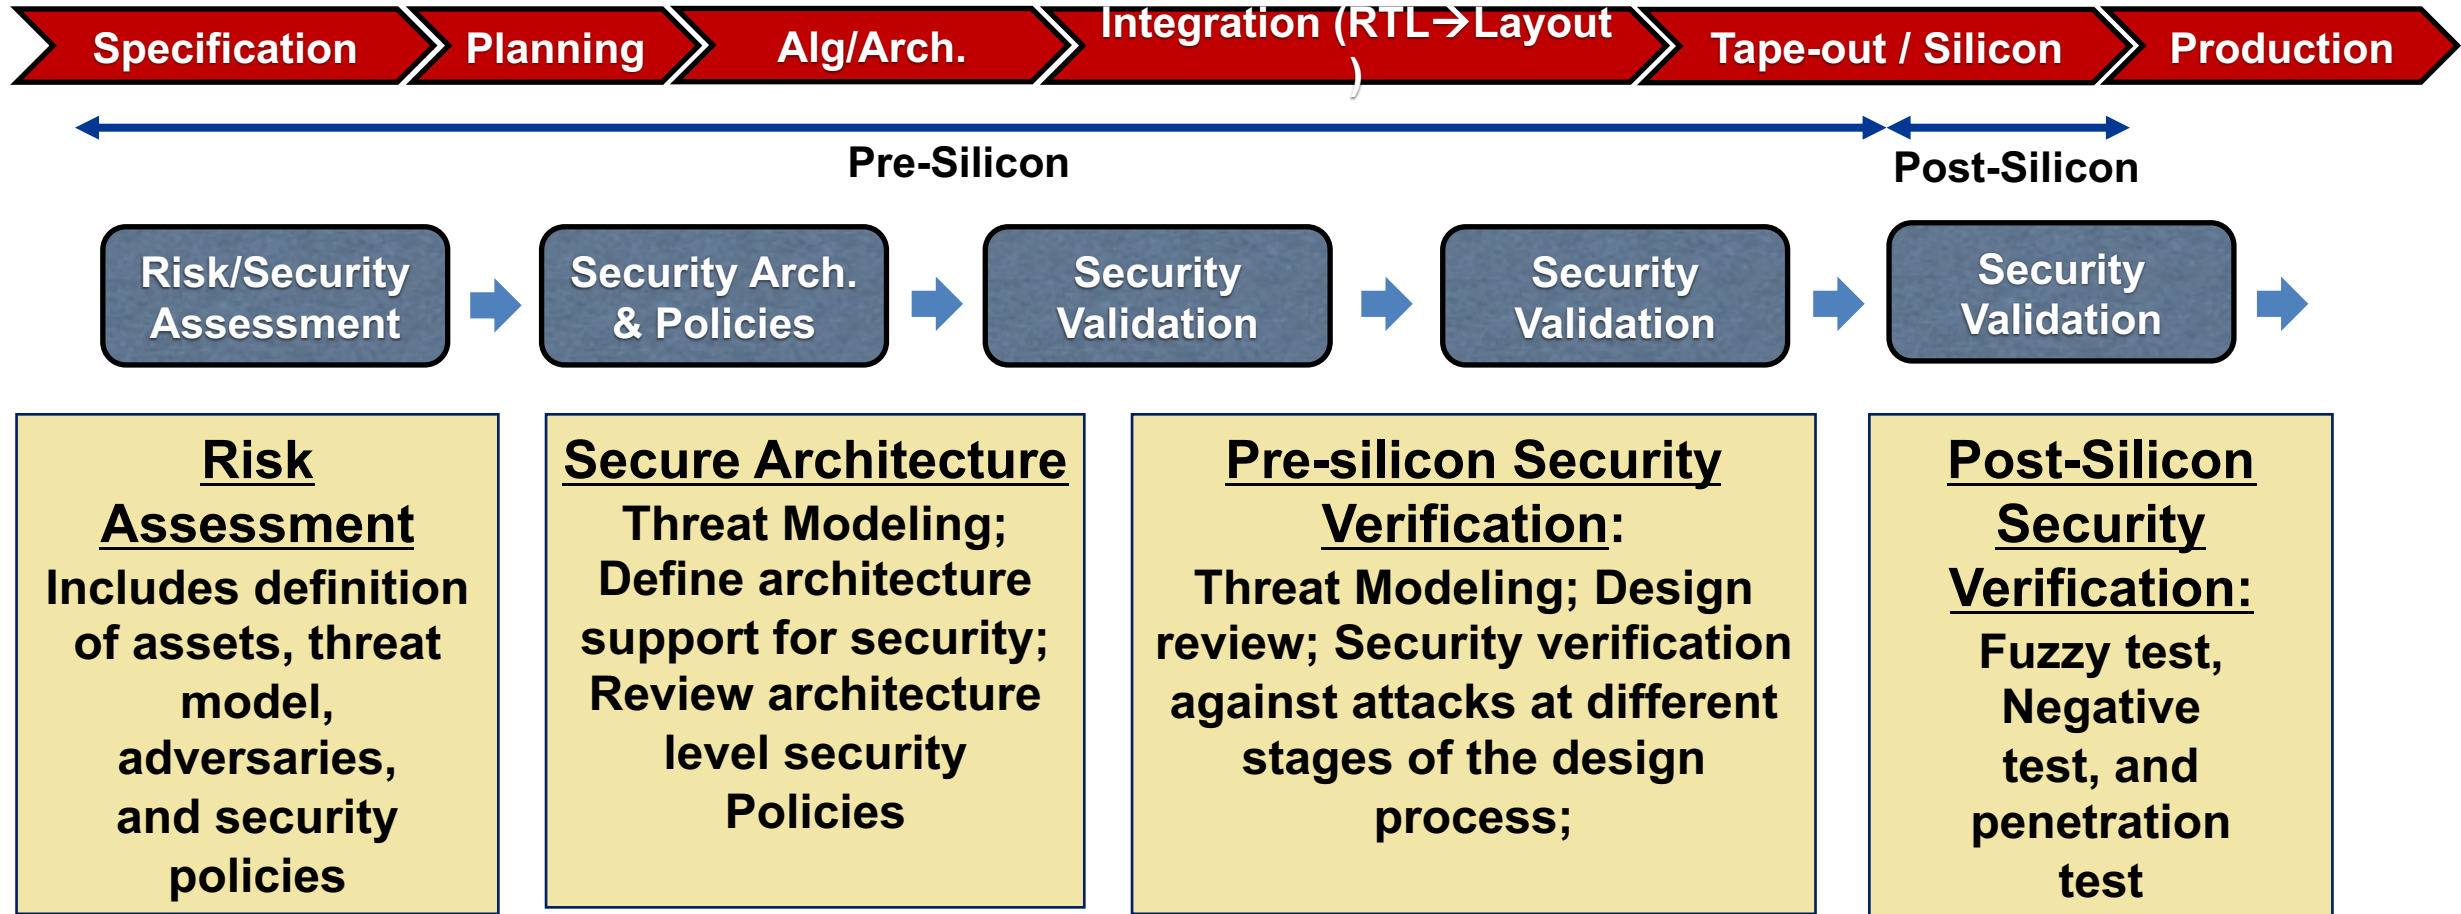 Specification
Planning
Alg/Arch.
Integration (RTL→Layout
)
Tape-out / Silicon
Production
Pre-Silicon
Post-Silicon
Risk/Security
Assessment
Security Arch.
& Policies
Security
Validation
Security
Validation
Security
Validation
Risk
Assessment
Includes definition
of assets, threat
model,
adversaries,
and security
policies
Secure Architecture
Threat Modeling;
Define architecture
support for security;
Review architecture
level security
Policies
Pre-silicon Security
Verification:
Threat Modeling; Design
review; Security verification
against attacks at different
stages of the design
process;
Post-Silicon
Security
Verification:
Fuzzy test,
Negative
test, and
penetration
test